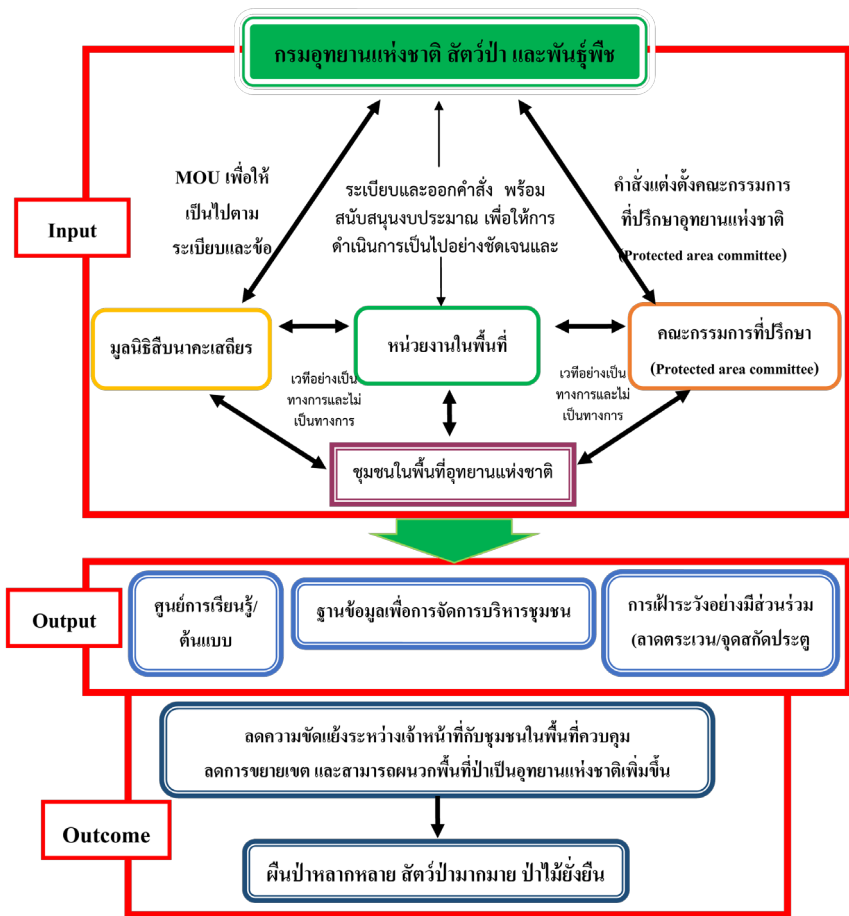 กรมอุทยานแห่งชาติ สัตว์ป่า และพันธุ์พืช
Input
MOU เพื่อให้
เป็นไปตาม
ระเบียบและข้อ
ระเบียบและออกคำสั่ง พร้อม
สนับสนุนงบประมาณ เพื่อให้การ
ดำเนินการเป็นไปอย่างชัดเจนและ
คำสั่งแต่งตั้งคณะกรรมการ
ที่ปรึกษาอุทยานแห่งชาติ
(Protected area committee)
มูลนิธิสืบนาคะเสถียร
หน่วยงานในพื้นที่
คณะกรรมการที่ปรึกษา
(Protected area committee)
เวทีอย่างเป็น
ทางการและไม่
เป็นทางการ
เวทีอย่างเป็น
ทางการและไม่
เป็นทางการ
ชุมชนในพื้นที่อุทยานแห่งชาติ
Output
ศูนย์การเรียนรู้/
ต้นแบบ
ฐานข้อมูลเพื่อการจัดการบริหารชุมชน
การเฝ้าระวังอย่างมีส่วนร่วม
(ลาดตระเวน/จุดสกัดประตู
Outcome
ลดความขัดแย้งระหว่างเจ้าหน้าที่กับชุมชนในพื้นที่ควบคุม
ลดการขยายเขต และสามารถผนวกพื้นที่ป่าเป็นอุทยานแห่งชาติเพิ่มขึ้น
ผืนป่าหลากหลาย สัตว์ป่ามากมาย ป่าไม้ยั่งยืน